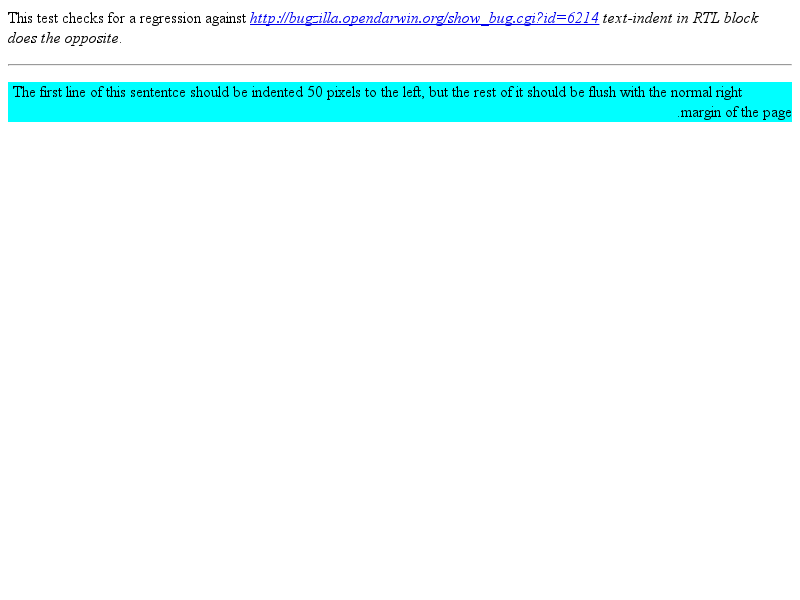 This test checks for a regression against http://bugzilla.opendarwin.org/show_bug.cgi?id=6214 text-indent in RTL block
does the opposite.
The first line of this sententce should be indented 50 pixels to the left, but the rest of it should be flush with the normal right
.margin of the page